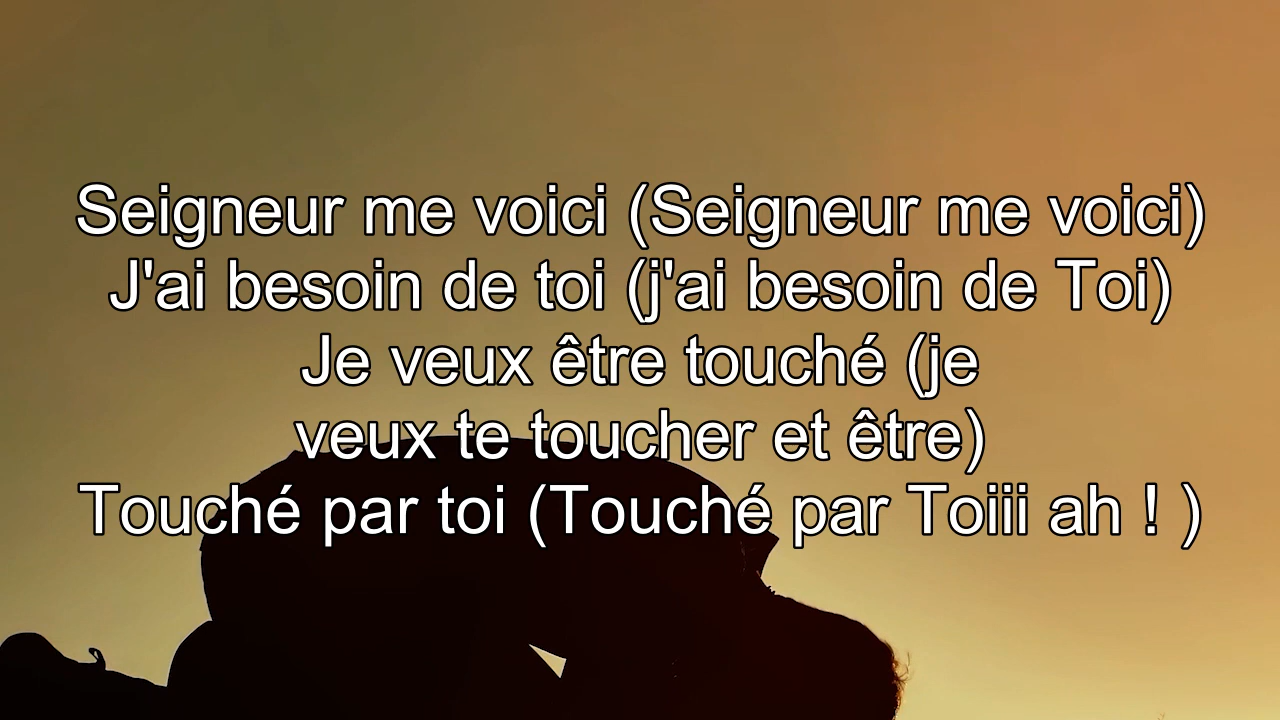 Seigneur me voici (Seigneur me voici)
J'ai besoin de toi (j'ai besoin de Toi)
Je veux être touché (je
veux te toucher et être)
Touché par toi (Touché par Toiii ah ! )